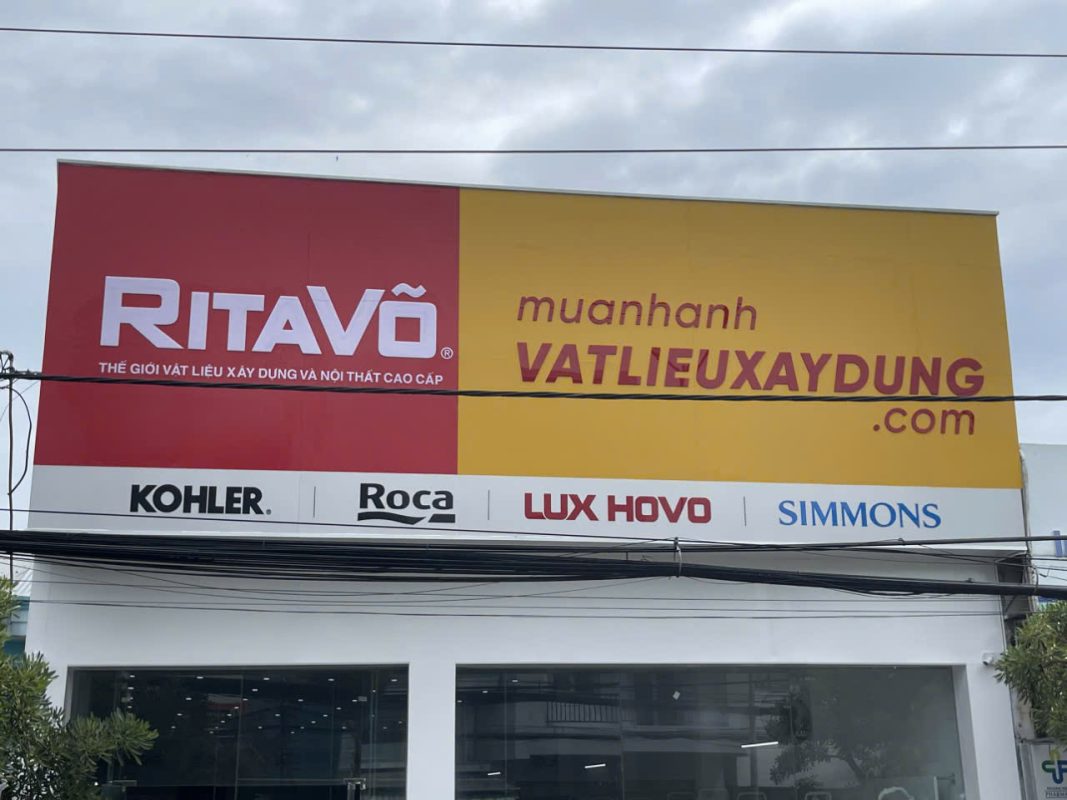 RITAVÕ®
THẾ GIỚI VẬT LIỆU XÂY DỰNG VÀ NỘI THẤT CAO CẤP
muanhanh
VATLIEUXAYDUNG
.com
KOHLER.
Roca
LUX HOVO
SIMMONS